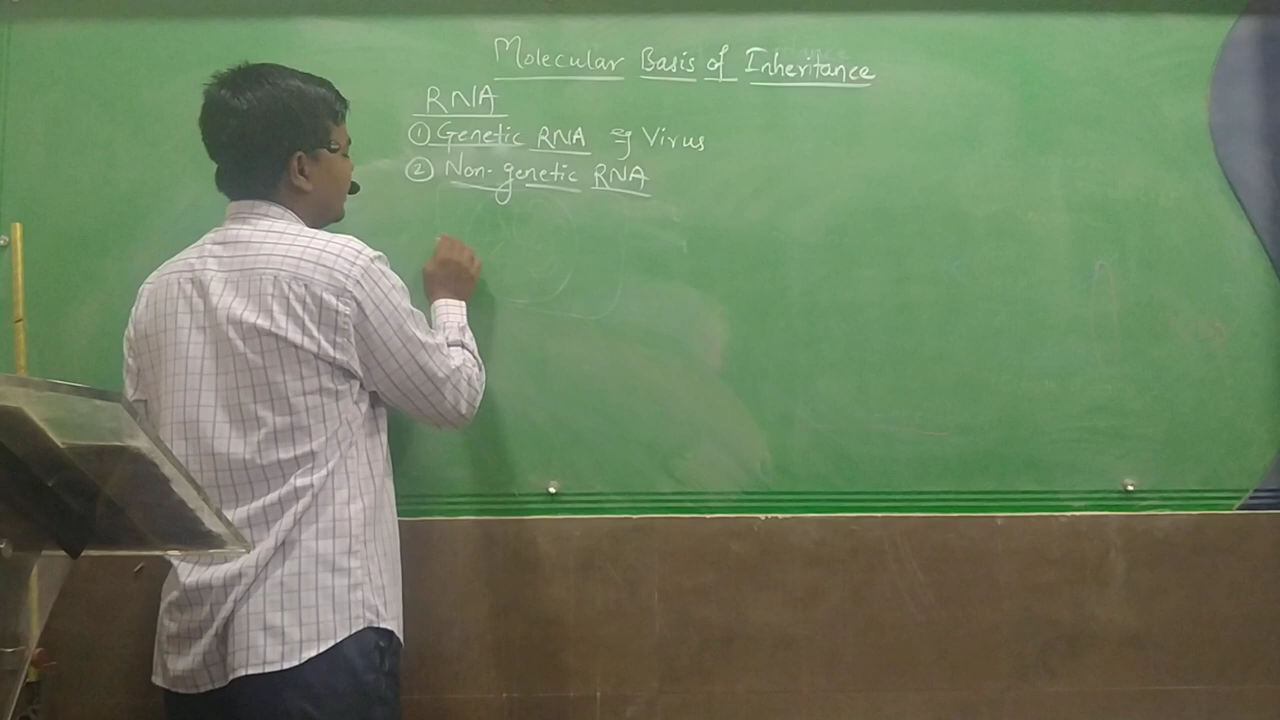 Molecular Basis of Inheritance
RNA
① Genetic RNA eg Virus
② Non-genetic RNA